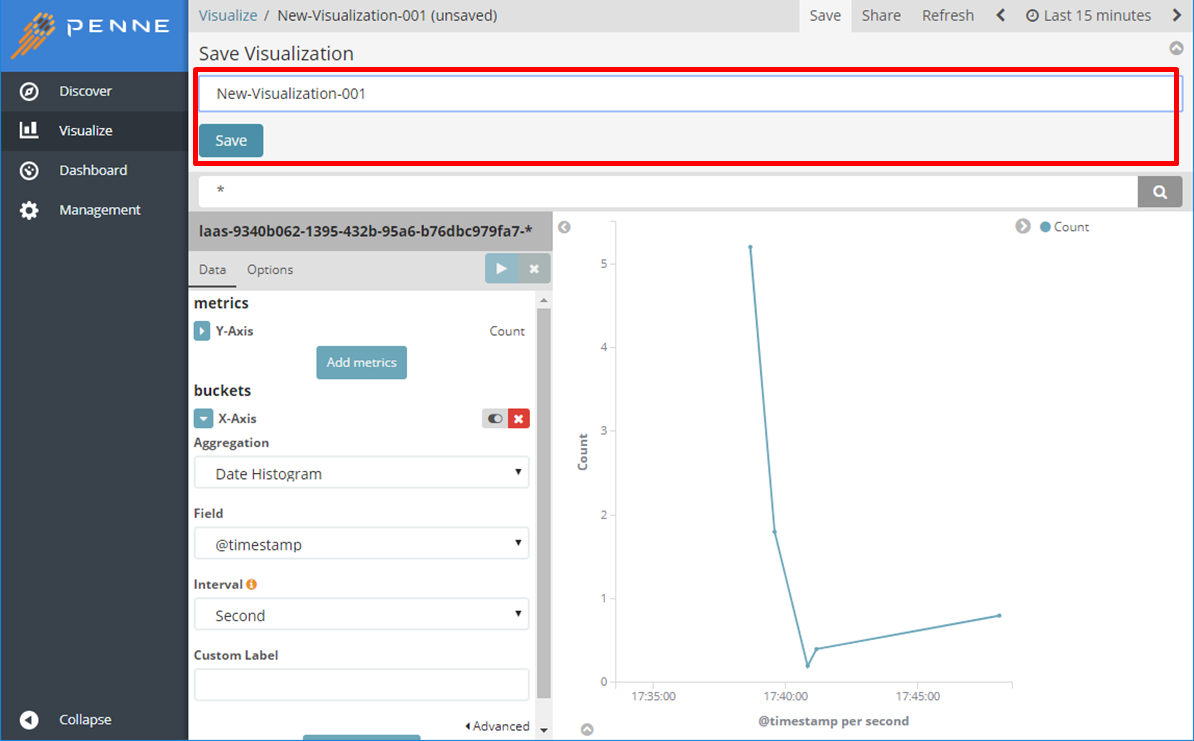 PENNE
Visualize / New-Visualization-001 (unsaved)
Save Share Refresh Last 15 minutes
Discover
Visualize
Dashboard
Management
Collapse
Save Visualization
New-Visualization-001
Save
*
laas-9340b062-1395-432b-95a6-b76dbc979fa7-*
Data Options
metrics
Y-Axis Count
Add metrics
buckets
X-Axis
Aggregation
Date Histogram
Field
@timestamp
Interval
Second
Custom Label
Advanced
Count
5
4
3
2
1
0
Count
17:35:00 17:40:00 17:45:00
@timestamp per second